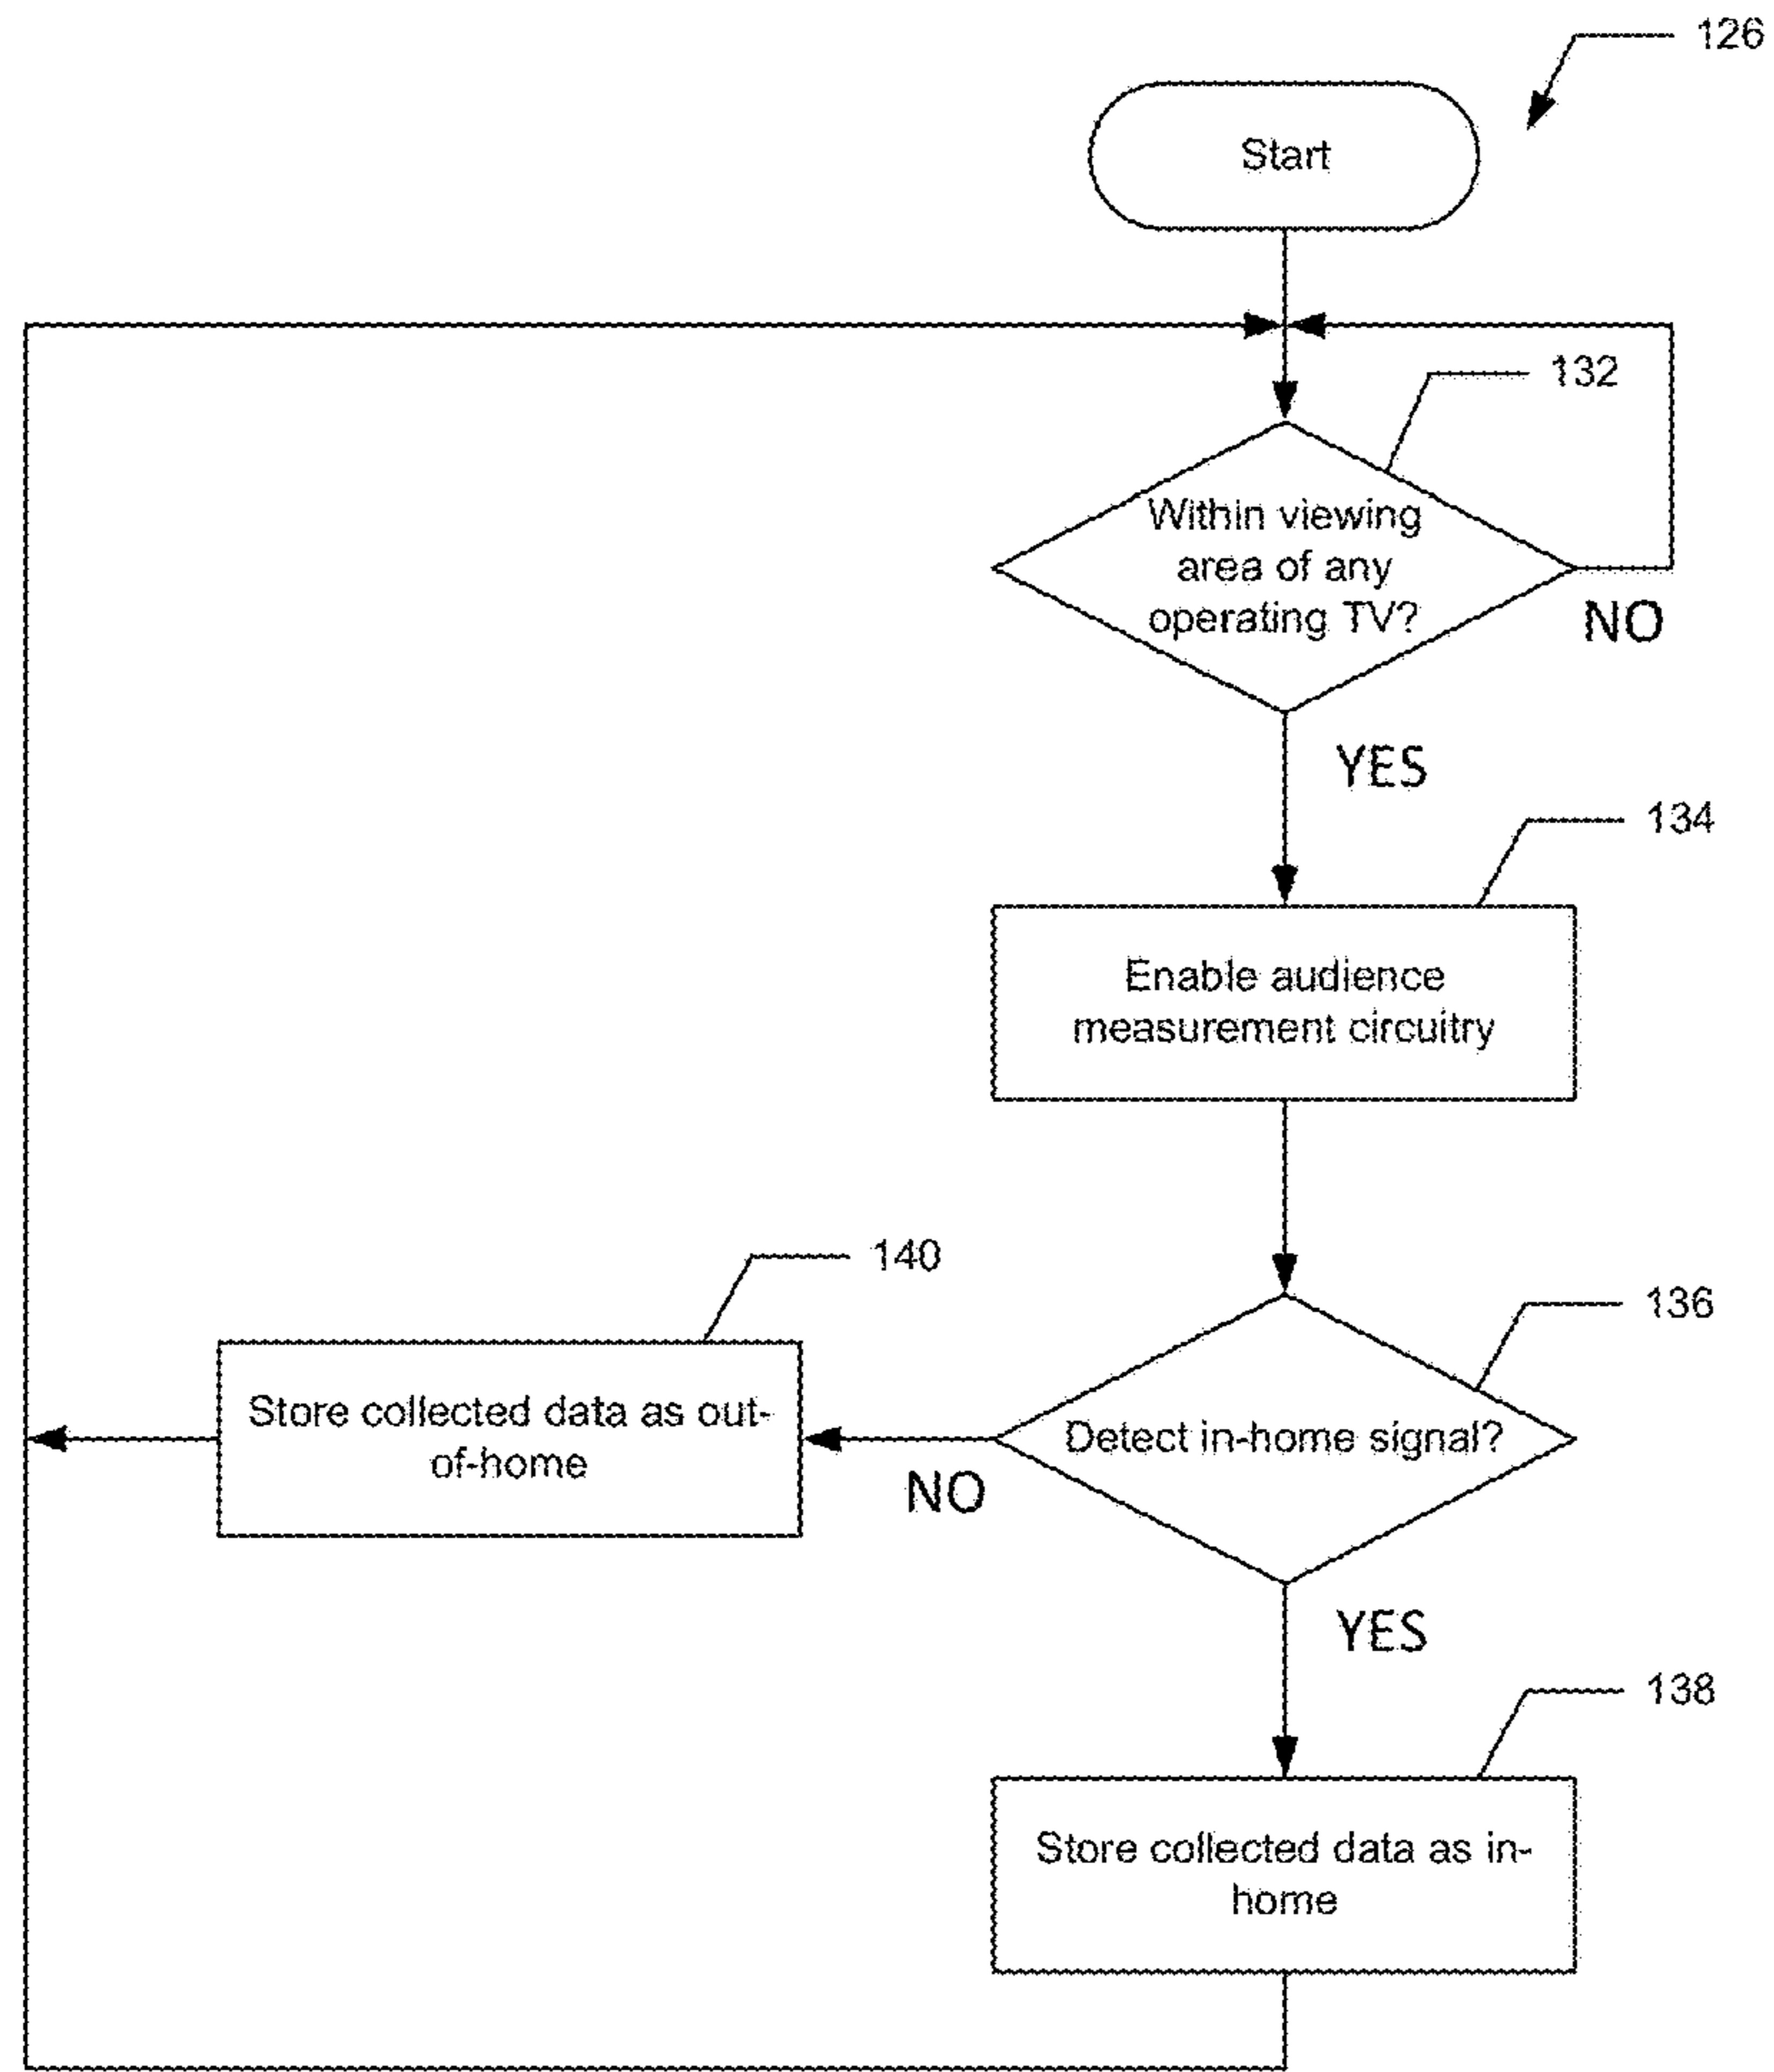 126
Start
132
Within viewing
area of any
operating TV?
NO
YES
134
Enable audience
measurement circuitry
140
136
Store collected data as out-
of-home
Detect in-home signal?
NO
YES
138
Store collected data as in-
home